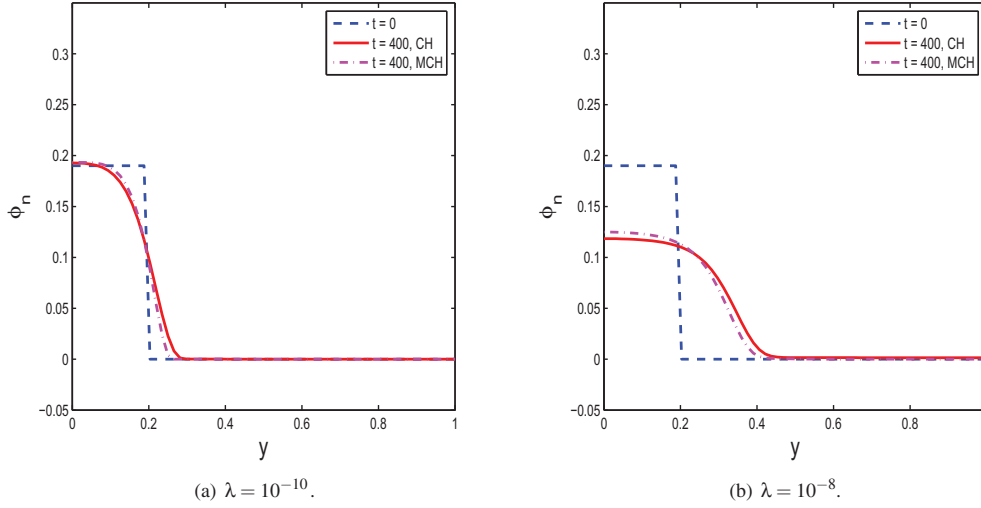 t = 0
t = 400, CH
t = 400, MCH
0.35
0.3
0.25
0.2
0.15
0.1
0.05
0
−0.05
ϕn
0
0.2
0.4
0.6
0.8
1
y
(a) λ = 10−10.
t = 0
t = 400, CH
t = 400, MCH
0.3
0.25
0.2
0.15
0.1
0.05
0
−0.05
ϕn
0
0.2
0.4
0.6
0.8
y
(b) λ = 10−8.